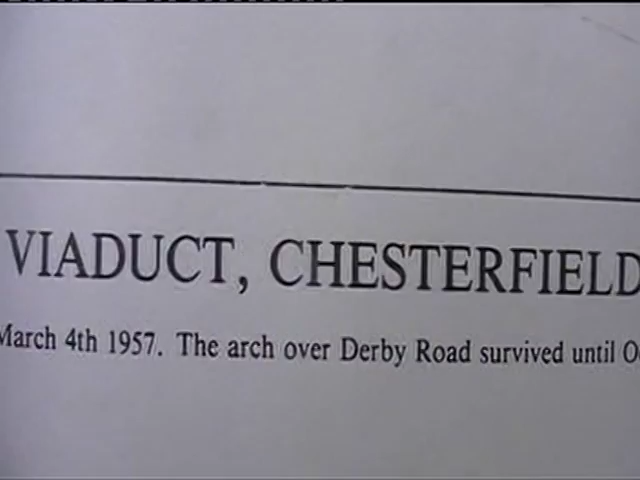 VIADUCT, CHESTERFIELD
March 4th 1957. The arch over Derby Road survived until